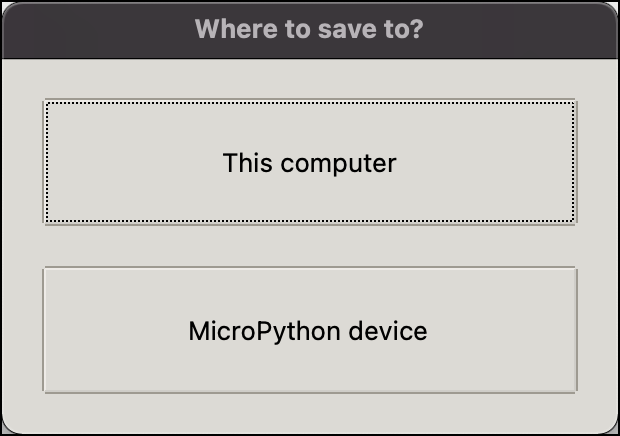 Where to save to?
This computer
MicroPython device